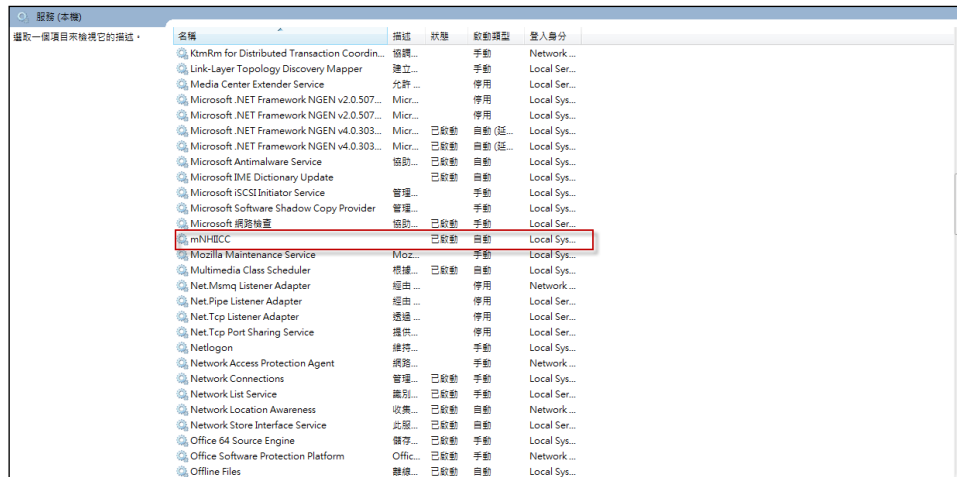 服務 (本機)
選取一個項目來檢視它的描述。
名稱 描述 狀態 啟動類型 登入身分
KtmRm for Distributed Transaction Coordin... 協調... 手動 Network ...
Link-Layer Topology Discovery Mapper 建立... 手動 Local Ser...
Media Center Extender Service 允許 ... 停用 Local Ser...
Microsoft .NET Framework NGEN v2.0.507... Micr... 停用 Local Sys...
Microsoft .NET Framework NGEN v2.0.507... Micr... 停用 Local Sys...
Microsoft .NET Framework NGEN v4.0.303... Micr... 已啟動 自動 (延... Local Sys...
Microsoft .NET Framework NGEN v4.0.303... Micr... 已啟動 自動 (延... Local Sys...
Microsoft Antimalware Service 協助... 已啟動 自動 Local Sys...
Microsoft IME Dictionary Update 已啟動 自動 Local Sys...
Microsoft iSCSI Initiator Service 管理... 手動 Local Sys...
Microsoft Software Shadow Copy Provider 管理... 手動 Local Sys...
Microsoft 網路檢查 協助... 已啟動 手動 Local Ser...
mNHIICC 已啟動 自動 Local Sys...
Mozilla Maintenance Service Moz... 手動 Local Sys...
Multimedia Class Scheduler 根據... 已啟動 自動 Local Sys...
Net.Msmq Listener Adapter 經由 ... 停用 Network ...
Net.Pipe Listener Adapter 經由 ... 停用 Local Ser...
Net.Tcp Listener Adapter 透過 ... 停用 Local Ser...
Net.Tcp Port Sharing Service 提供... 停用 Local Ser...
Netlogon 維持... 手動 Local Sys...
Network Access Protection Agent 網路... 手動 Network ...
Network Connections 管理... 已啟動 手動 Local Sys...
Network List Service 識別... 已啟動 手動 Local Ser...
Network Location Awareness 收集... 已啟動 自動 Network ...
Network Store Interface Service 此服... 已啟動 自動 Local Ser...
Office 64 Source Engine 儲存... 已啟動 手動 Local Sys...
Office Software Protection Platform Offic... 已啟動 手動 Network ...
Offline Files 離線... 已啟動 自動 Local Sys...